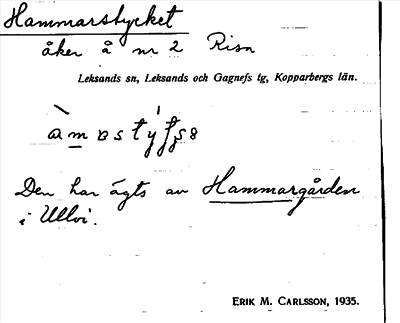 Hammarstycket
åker å nr 2 Risa
Leksands sn, Leksands och Gagnefs tg, Kopparbergs län.
Den har ägts av Hammargården
i Ullvi.
ERIK M. CARLSSON, 1935.